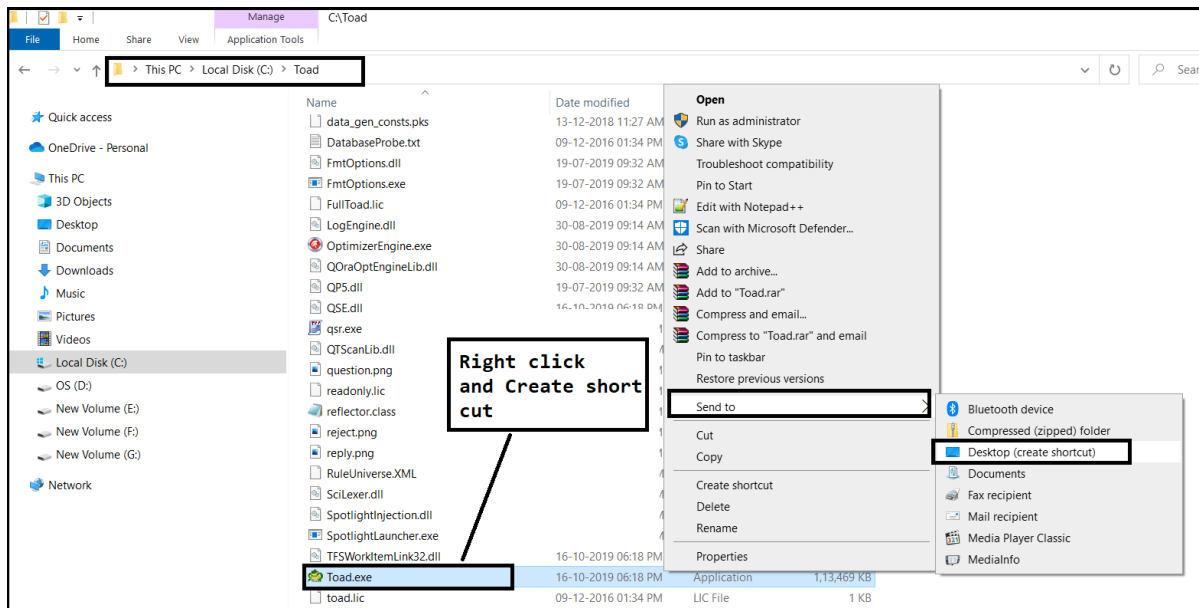 Manage
C:\Toad
File
Home
Share
View
Application Tools
This PC > Local Disk (C:) > Toad
Sear
Quick access
OneDrive - Personal
This PC
3D Objects
Desktop
Documents
Downloads
Music
Pictures
Videos
Local Disk (C:)
OS (D:)
New Volume (E:)
New Volume (F:)
New Volume (G:)
Network
Name Date modified
data_gen_consts.pks 13-12-2018 11:27 AM
DatabaseProbe.txt 09-12-2016 01:34 PM
FmtOptions.dll 19-07-2019 09:32 AM
FmtOptions.exe 19-07-2019 09:32 AM
FullToad.lic 09-12-2016 01:34 PM
LogEngine.dll 30-08-2019 09:14 AM
OptimizerEngine.exe 30-08-2019 09:14 AM
QOraOptEngineLib.dll 30-08-2019 09:14 AM
QP5.dll 19-07-2019 09:32 AM
QSE.dll 16-10-2019 06:18 PM
qsr.exe
QTScanLib.dll
question.png
readonly.lic
reflector.class
reject.png
reply.png
RuleUniverse.XML
SciLexer.dll
SpotlightInjection.dll
SpotlightLauncher.exe
TFSWorkItemLink32.dll 16-10-2019 06:18 PM
Toad.exe 16-10-2019 06:18 PM Application 1,13,469 KB
toad.lic 09-12-2016 01:34 PM LIC File 1 KB
Right click
and Create short
cut
Open
Run as administrator
Share with Skype
Troubleshoot compatibility
Pin to Start
Edit with Notepad++
Scan with Microsoft Defender...
Share
Add to archive...
Add to "Toad.rar"
Compress and email...
Compress to "Toad.rar" and email
Pin to taskbar
Restore previous versions
Send to
Cut
Copy
Create shortcut
Delete
Rename
Properties
Bluetooth device
Compressed (zipped) folder
Desktop (create shortcut)
Documents
Fax recipient
Mail recipient
Media Player Classic
MediaInfo